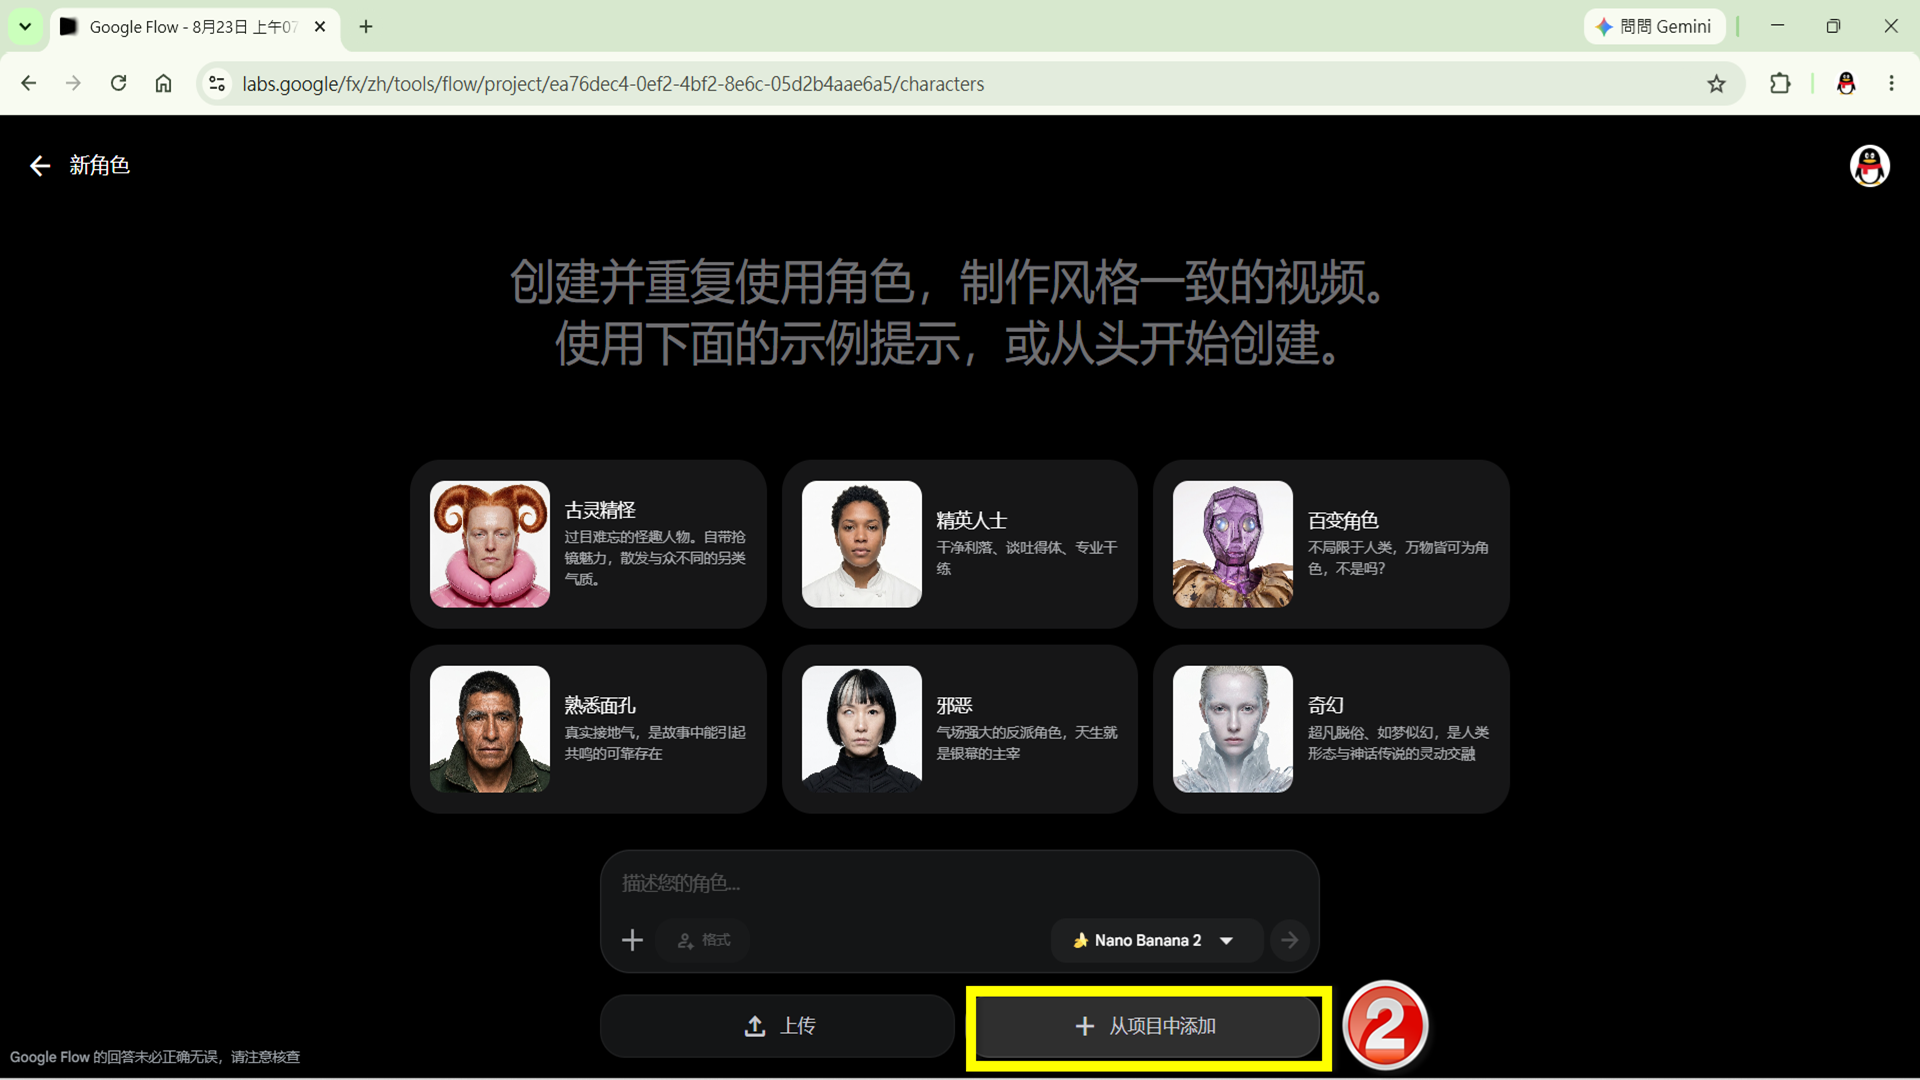 Google Flow - 8月23日 上午07
問問 Gemini
labs.google/fx/zh/tools/flow/project/ea76dec4-0ef2-4bf2-8e6c-05d2b4aae6a5/characters
新角色
创建并重复使用角色，制作风格一致的视频。
使用下面的示例提示，或从头开始创建。
古灵精怪
过目难忘的怪趣人物。自带抢
镜魅力，散发与众不同的另类
气质。
精英人士
干净利落、谈吐得体、专业干
练
百变角色
不局限于人类，万物皆可为角
色，不是吗？
熟悉面孔
真实接地气，是故事中能引起
共鸣的可靠存在
邪恶
气场强大的反派角色，天生就
是银幕的主宰
奇幻
超凡脱俗、如梦似幻，是人类
形态与神话传说的灵动交融
描述您的角色...
格式
Nano Banana 2
上传
从项目中添加
2
Google Flow 的回答未必正确无误，请注意核查